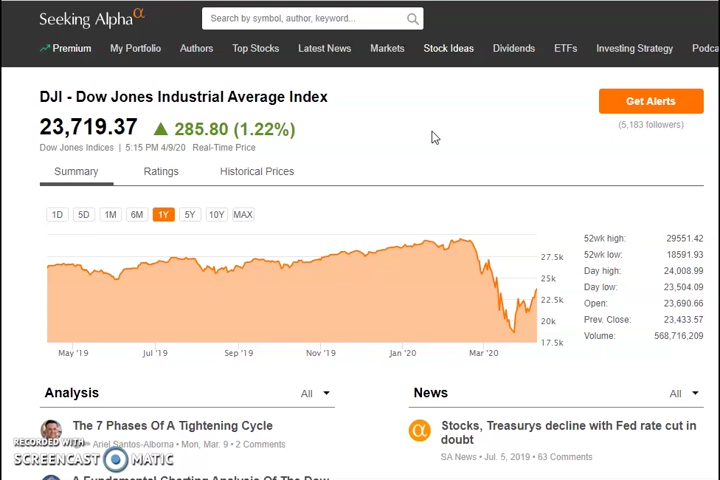 Seeking Alpha α
Search by symbol, author, keyword...
Premium My Portfolio Authors Top Stocks Latest News Markets Stock Ideas Dividends ETFs Investing Strategy Podca
DJI - Dow Jones Industrial Average Index
Get Alerts
23,719.37 ▲ 285.80 (1.22%)
(5,183 followers)
Dow Jones Indices | 5:15 PM 4/9/20 Real-Time Price
Summary Ratings Historical Prices
1D 5D 1M 6M 1Y 5Y 10Y MAX
27.5k
25k
22.5k
20k
17.5k
May '19 Jul '19 Sep '19 Nov '19 Jan '20 Mar '20
52wk high: 29551.42
52wk low: 18591.93
Day high: 24,008.99
Day low: 23,504.09
Open: 23,690.66
Prev. Close: 23,433.57
Volume: 568,716,209
Analysis All
The 7 Phases Of A Tightening Cycle
Ariel Santos-Alborna • Mon, Mar. 9 • 2 Comments
A Fundamental Charting Analysis Of The Dow
News All
α
Stocks, Treasurys decline with Fed rate cut in
doubt
SA News • Jul. 5, 2019 • 63 Comments
RECORDED WITH
SCREENCAST MATIC